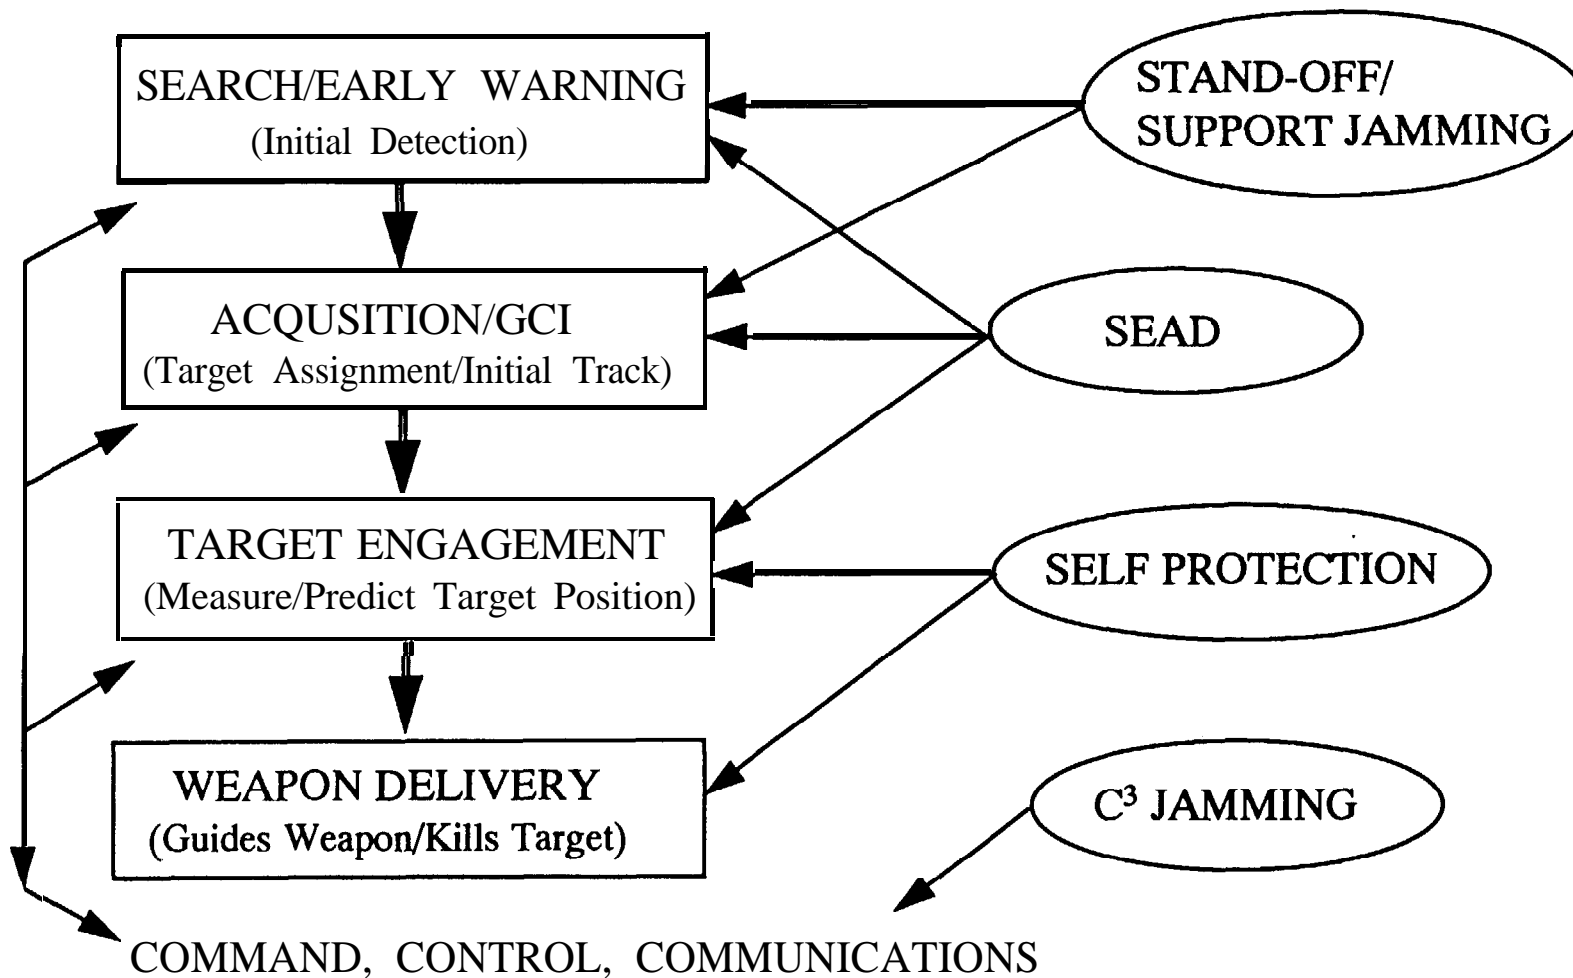 SEARCH/EARLY WARNING
(Initial Detection)
STAND-OFF/
SUPPORT JAMMING
ACQUSITION/GCI
(Target Assignment/Initial Track)
SEAD
TARGET ENGAGEMENT
(Measure/Predict Target Position)
SELF PROTECTION
WEAPON DELIVERY
(Guides Weapon/Kills Target)
C³ JAMMING
COMMAND, CONTROL, COMMUNICATIONS